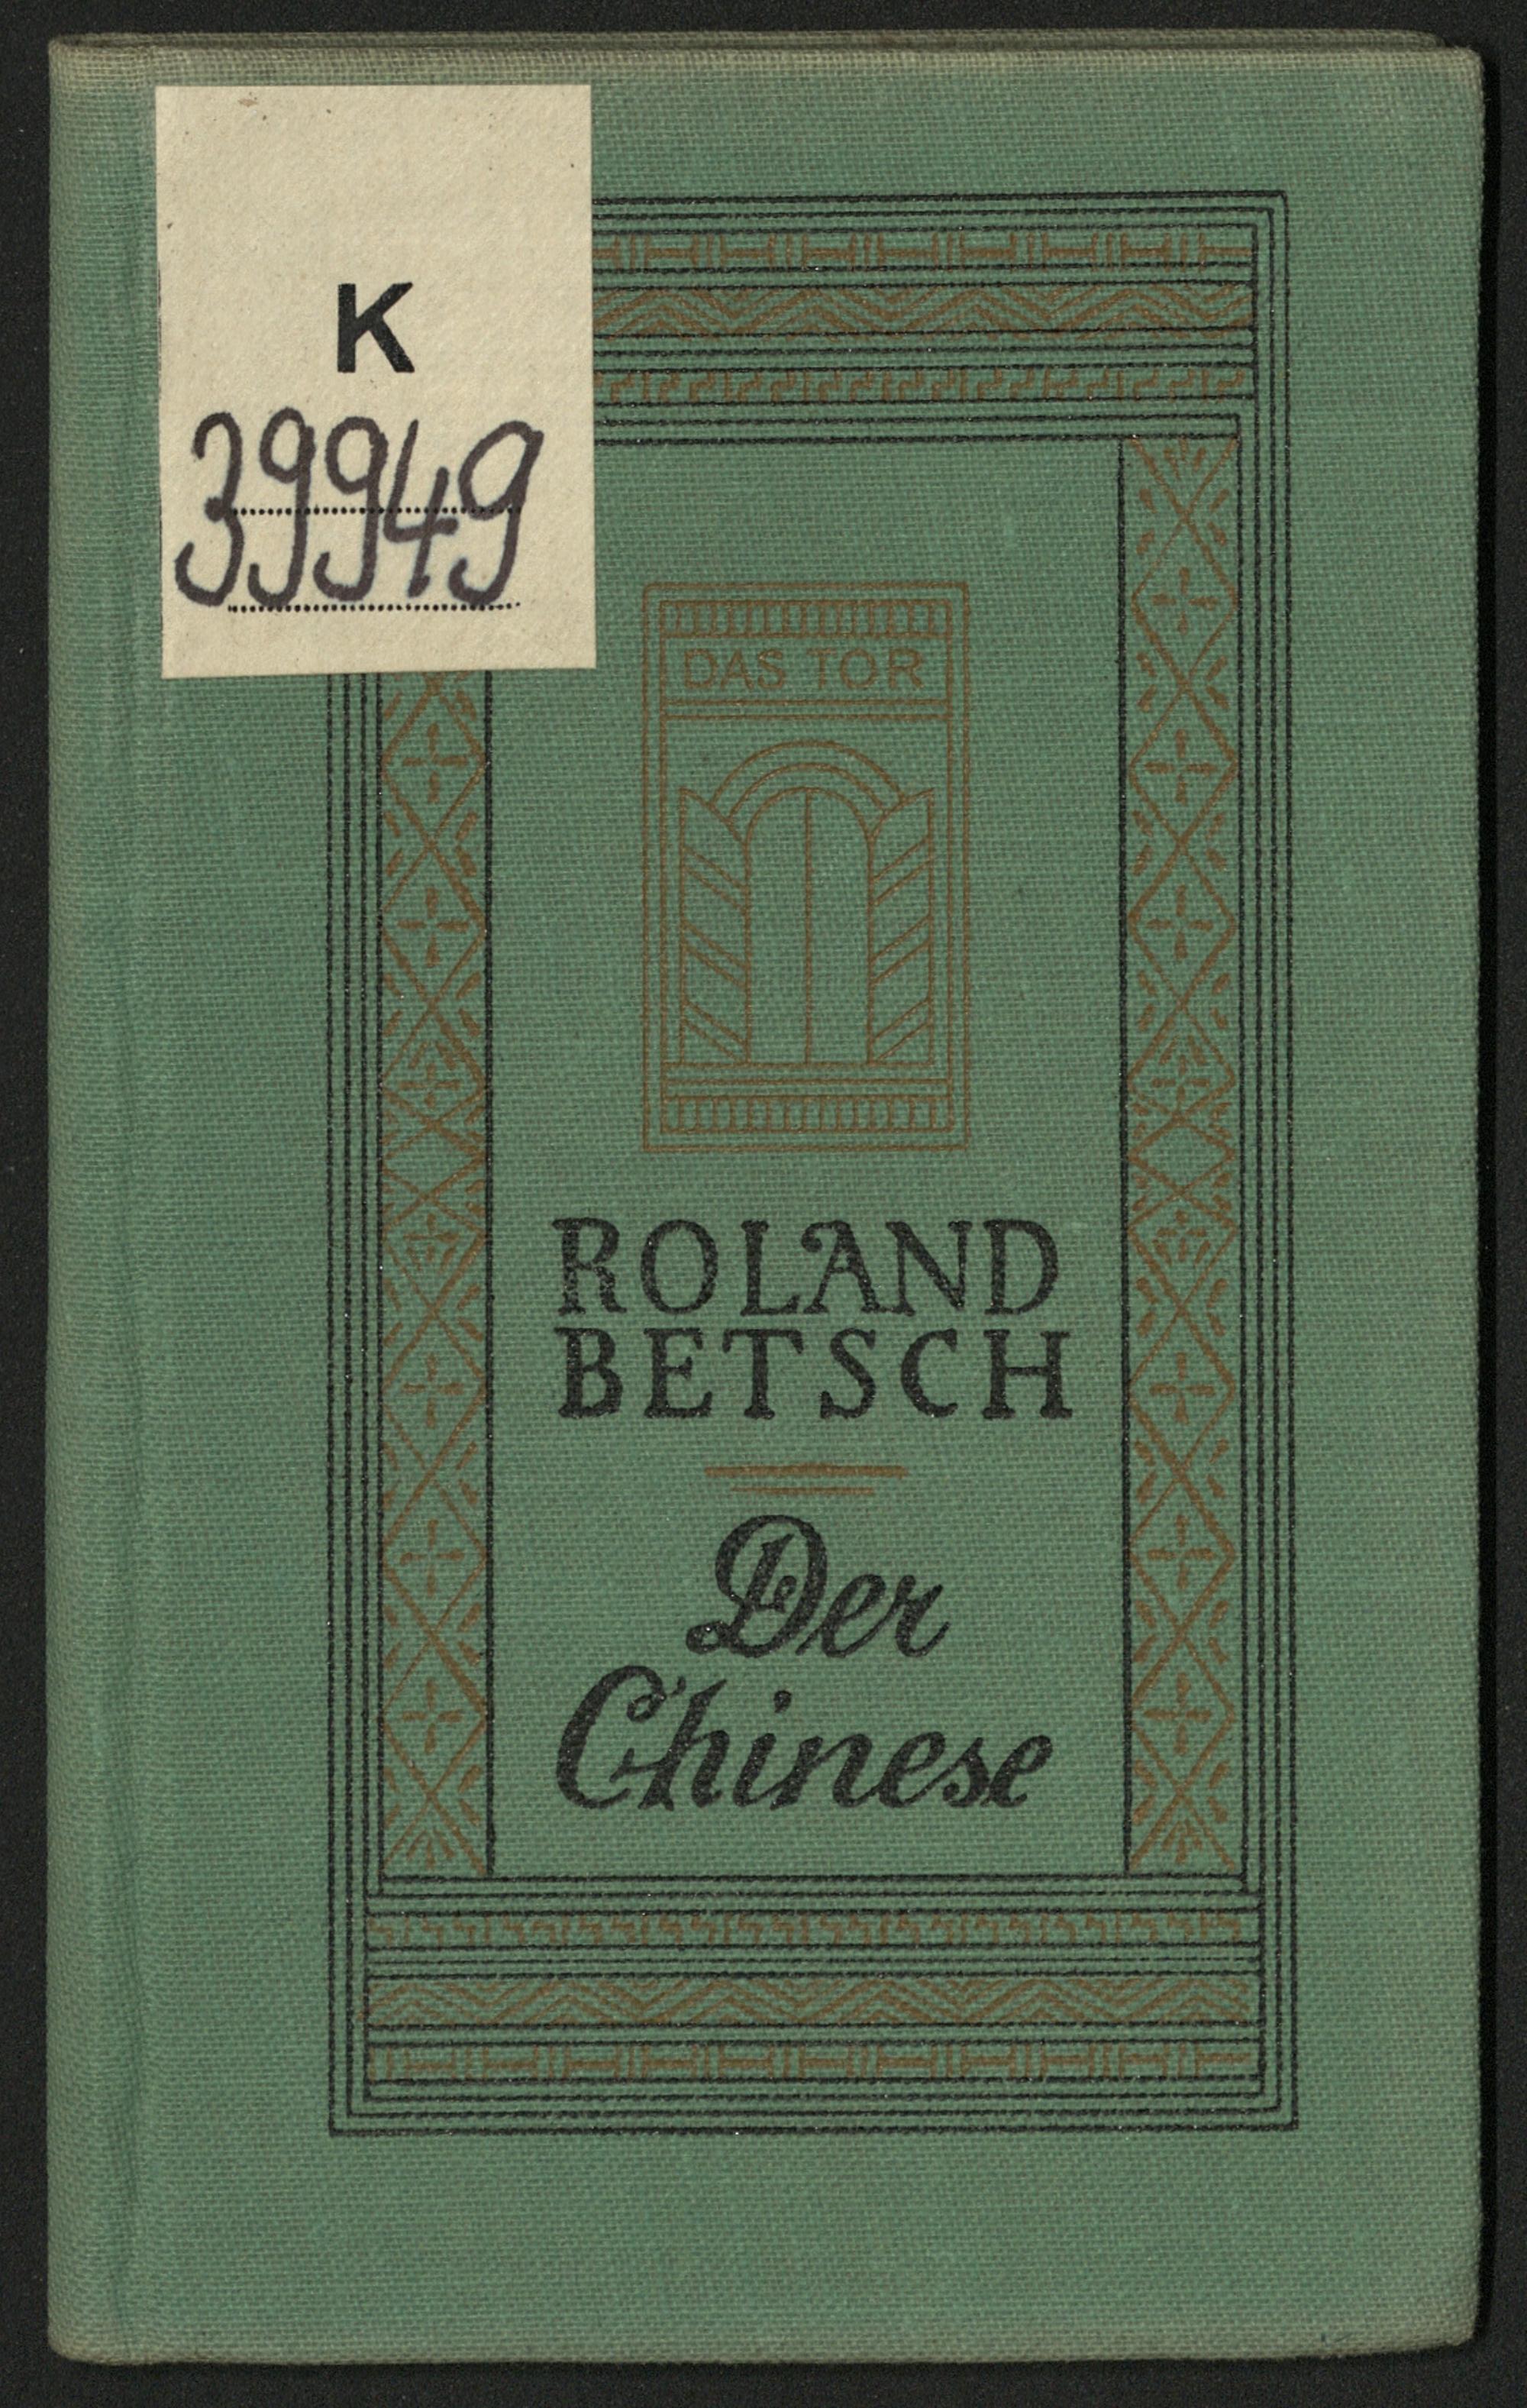 K
39949
DAS TOR
ROLAND
BETSCH
Der
Chinese